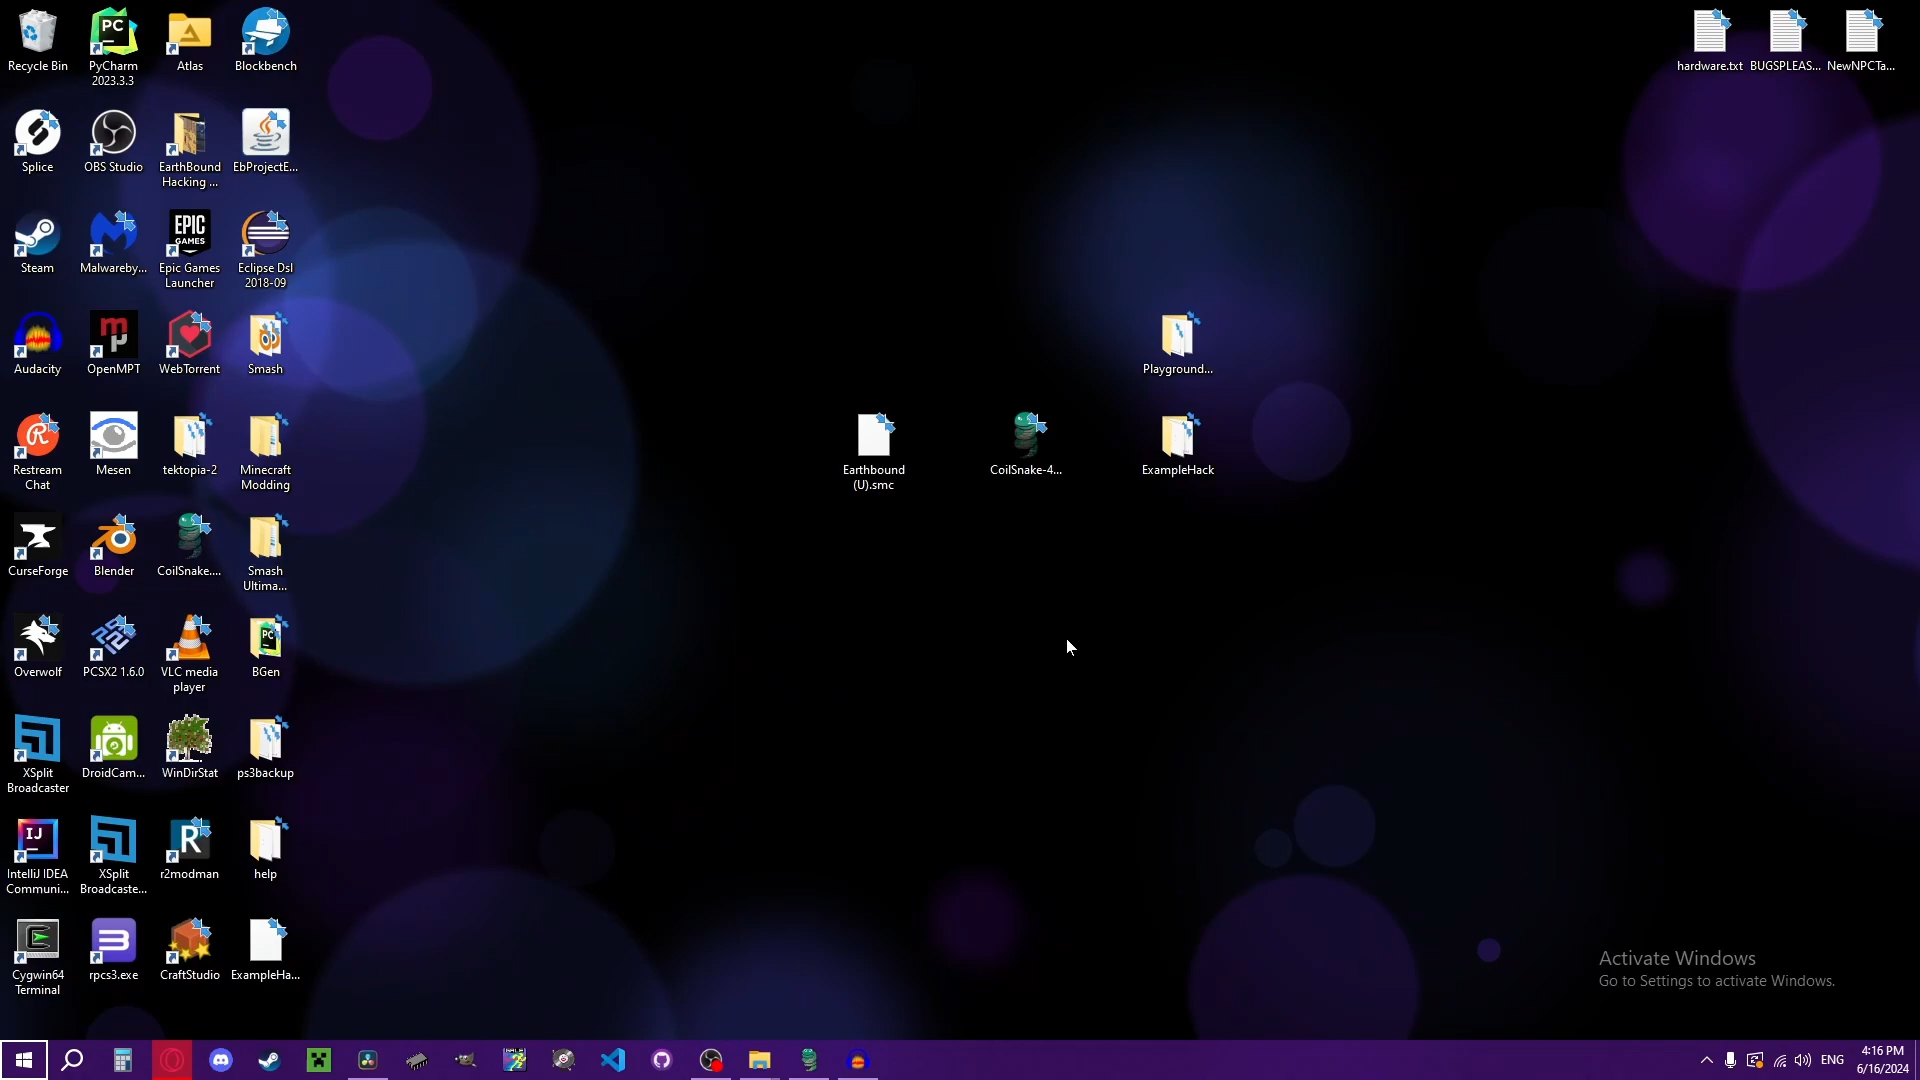 Recycle Bin
PyCharm
2023.3.3
Atlas
Blockbench
hardware.txt
BUGSPLEAS...
NewNPCTa...
Splice
OBS Studio
EarthBound
Hacking ...
EbProjectE...
Steam
Malwareby...
EPIC
GAMES
Epic Games
Launcher
Eclipse Dsl
2018-09
Audacity
OpenMPT
WebTorrent
Smash
Playground...
Restream
Chat
Mesen
tektopia-2
Minecraft
Modding
Earthbound
(U).smc
CoilSnake-4...
ExampleHack
CurseForge
Blender
CoilSnake....
Smash
Ultima...
Overwolf
PCSX2 1.6.0
VLC media
player
BGen
XSplit
Broadcaster
DroidCam...
WinDirStat
ps3backup
IntelliJ IDEA
Communi...
XSplit
Broadcaste...
r2modman
help
Cygwin64
Terminal
rpcs3.exe
CraftStudio
ExampleHa...
Activate Windows
Go to Settings to activate Windows.
ENG
4:16 PM
6/16/2024